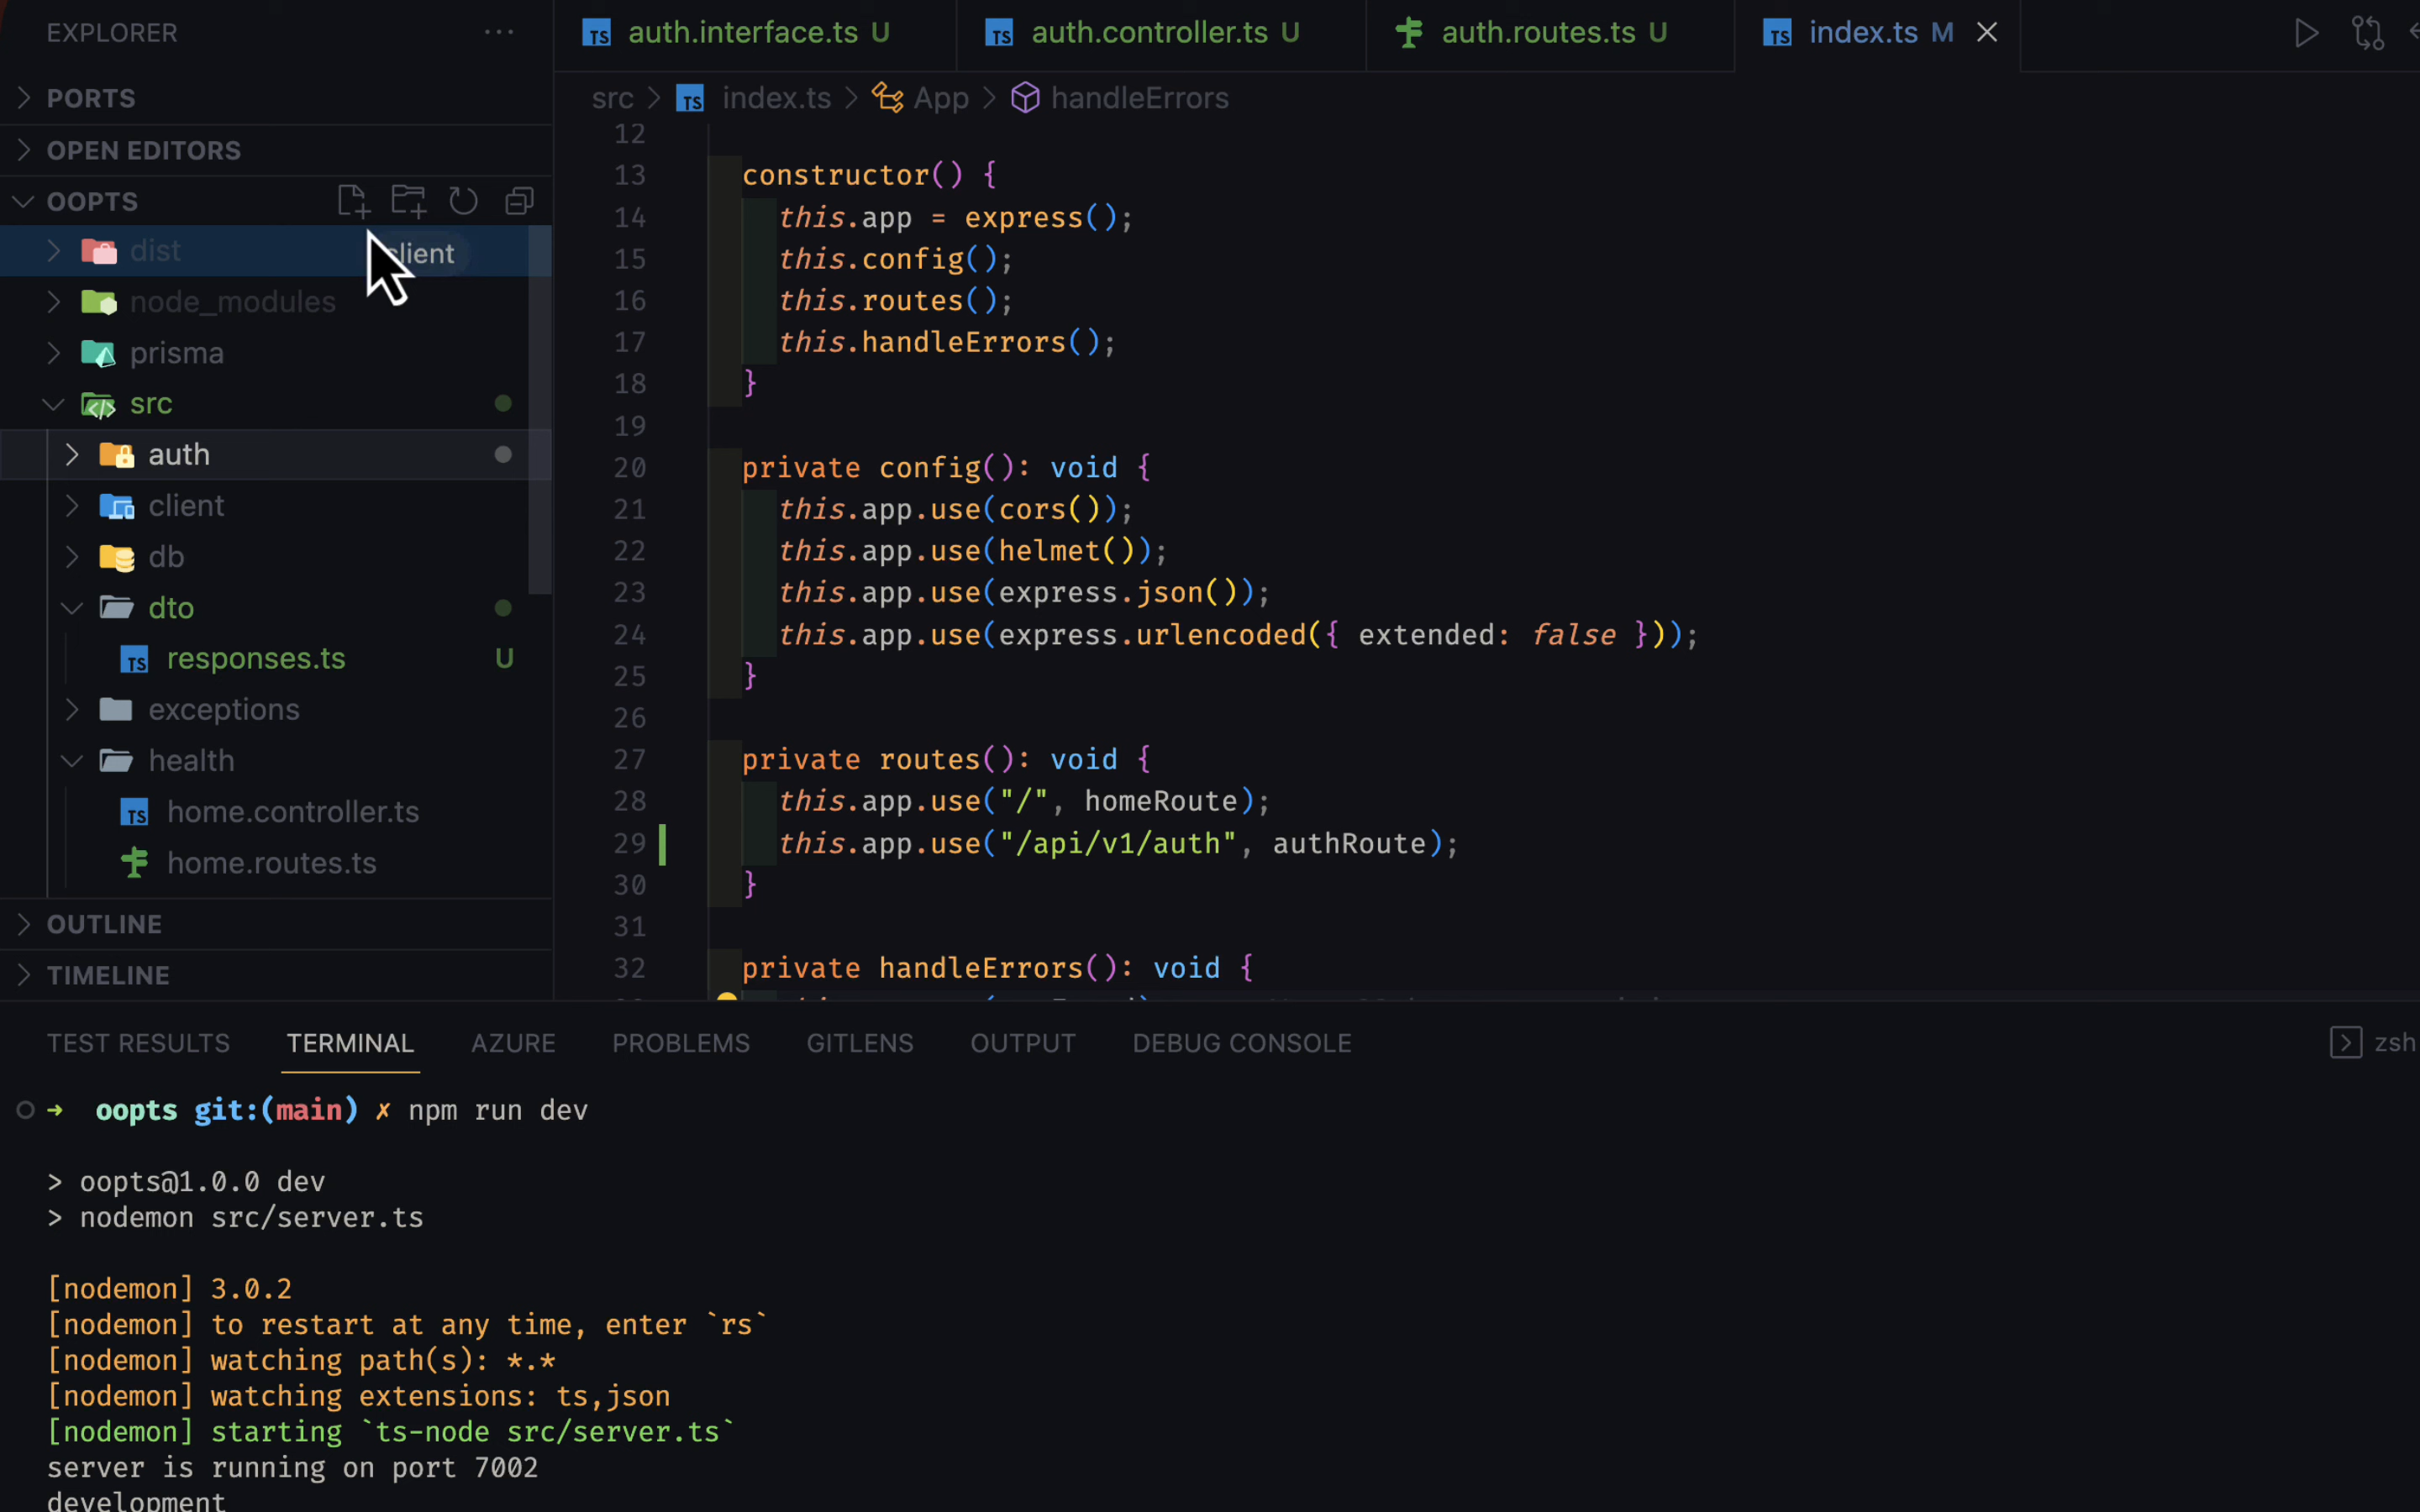 EXPLORER
PORTS
OPEN EDITORS
OOPTS
dist
client
node_modules
prisma
src
auth
client
db
dto
responses.ts U
exceptions
health
home.controller.ts
home.routes.ts
OUTLINE
TIMELINE
auth.interface.ts U auth.controller.ts U auth.routes.ts U index.ts M
src > index.ts > App > handleErrors
12
13 constructor() {
14 this.app = express();
15 this.config();
16 this.routes();
17 this.handleErrors();
18 }
19
20 private config(): void {
21 this.app.use(cors());
22 this.app.use(helmet());
23 this.app.use(express.json());
24 this.app.use(express.urlencoded({ extended: false }));
25 }
26
27 private routes(): void {
28 this.app.use("/", homeRoute);
29 this.app.use("/api/v1/auth", authRoute);
30 }
31
32 private handleErrors(): void {
TEST RESULTS TERMINAL AZURE PROBLEMS GITLENS OUTPUT DEBUG CONSOLE zsh
➜ oopts git:(main) ✗ npm run dev
> oopts@1.0.0 dev
> nodemon src/server.ts
[nodemon] 3.0.2
[nodemon] to restart at any time, enter `rs`
[nodemon] watching path(s): *.*
[nodemon] watching extensions: ts,json
[nodemon] starting `ts-node src/server.ts`
server is running on port 7002
development